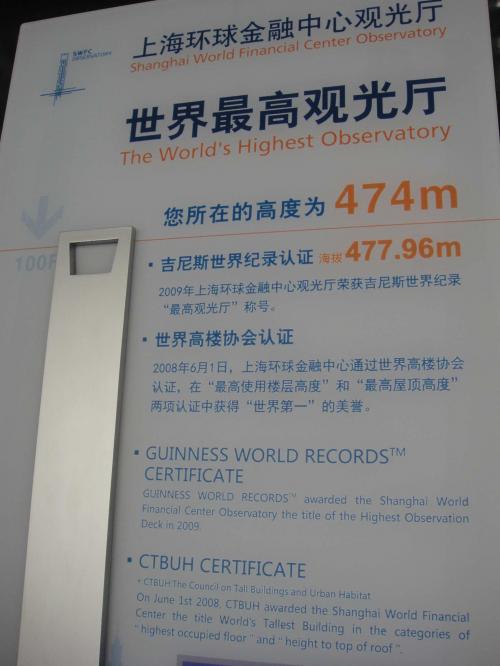 SWFC
OBSERVATORY
上海环球金融中心观光厅
Shanghai World Financial Center Observatory
世界最高观光厅
The World's Highest Observatory
您所在的高度为 474m
100F
· 吉尼斯世界纪录认证 海拔 477.96m
2009年上海环球金融中心观光厅荣获吉尼斯世界纪录
“最高观光厅”称号。
· 世界高楼协会认证
2008年6月1日，上海环球金融中心通过世界高楼协会
认证，在“最高使用楼层高度”和“最高屋顶高度”
两项认证中获得“世界第一”的美誉。
· GUINNESS WORLD RECORDS™
CERTIFICATE
GUINNESS WORLD RECORDS™ awarded the Shanghai World
Financial Center Observatory the title of the Highest Observation
Deck in 2009.
· CTBUH CERTIFICATE
* CTBUH:The Council on Tall Buildings and Urban Habitat
On June 1st 2008, CTBUH awarded the Shanghai World Financial
Center the title World's Tallest Building in the categories of
“highest occupied floor” and “height to top of roof”.